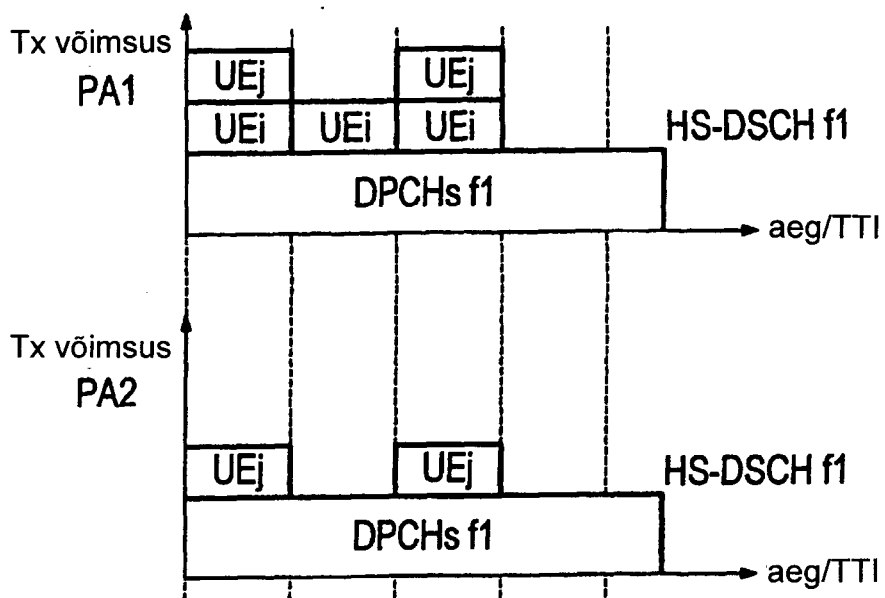 Tx võimsus
PA1
UEj UEj
UEi UEi UEi
HS-DSCH f1
DPCHs f1
aeg/TTI
Tx võimsus
PA2
UEj UEj
HS-DSCH f1
DPCHs f1
aeg/TTI